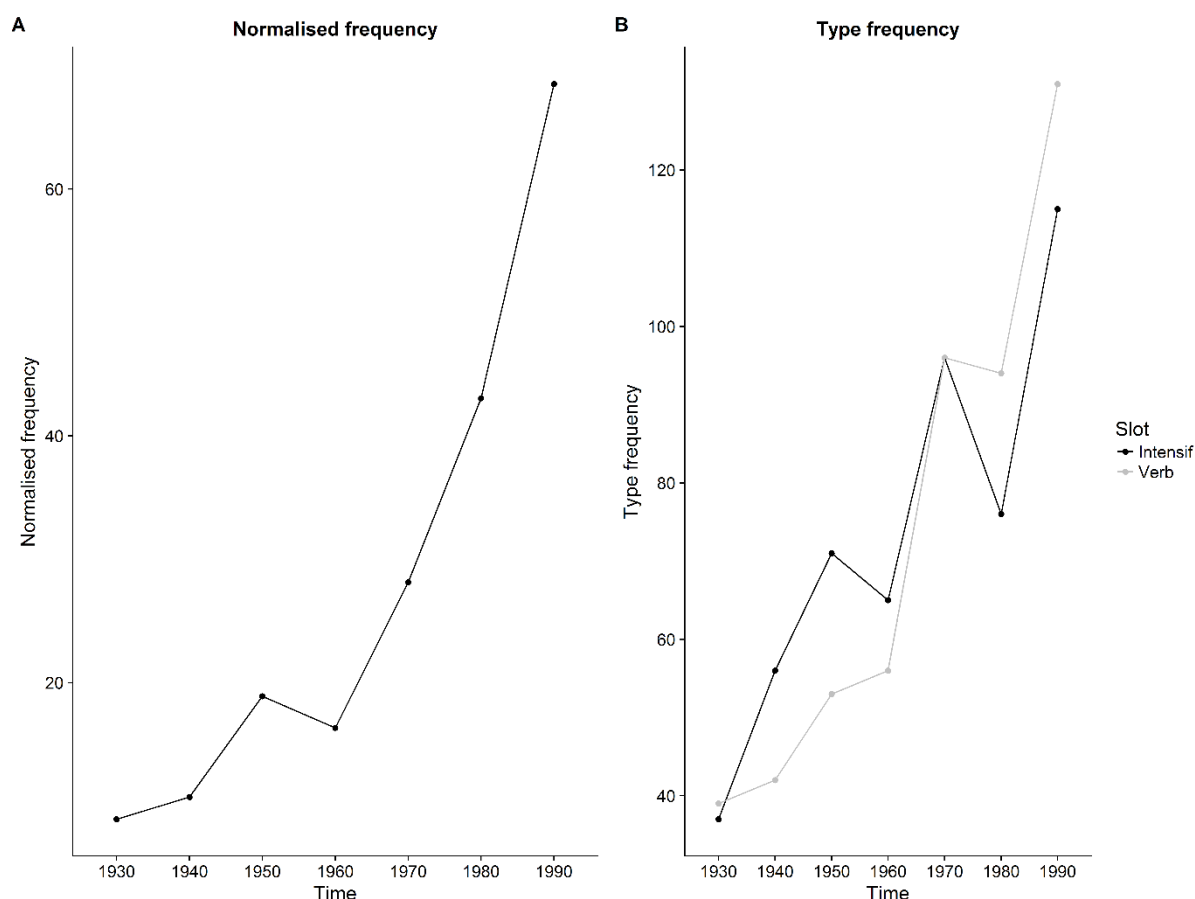 A
Normalised frequency
Normalised frequency
60
40
20
1930 1940 1950 1960 1970 1980 1990
Time
B
Type frequency
Type frequency
120
100
80
60
40
1930 1940 1950 1960 1970 1980 1990
Time
Slot
Intensif
Verb